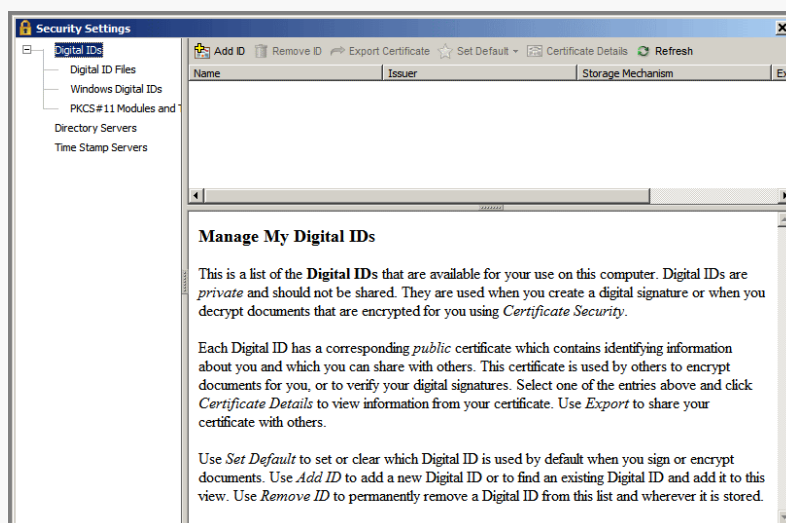 Security Settings
Digital IDs
Digital ID Files
Windows Digital IDs
PKCS#11 Modules and
Directory Servers
Time Stamp Servers
Add ID Remove ID Export Certificate Set Default Certificate Details Refresh
Name Issuer Storage Mechanism
Manage My Digital IDs
This is a list of the Digital IDs that are available for your use on this computer. Digital IDs are
private and should not be shared. They are used when you create a digital signature or when you
decrypt documents that are encrypted for you using Certificate Security.
Each Digital ID has a corresponding public certificate which contains identifying information
about you and which you can share with others. This certificate is used by others to encrypt
documents for you, or to verify your digital signatures. Select one of the entries above and click
Certificate Details to view information from your certificate. Use Export to share your
certificate with others.
Use Set Default to set or clear which Digital ID is used by default when you sign or encrypt
documents. Use Add ID to add a new Digital ID or to find an existing Digital ID and add it to this
view. Use Remove ID to permanently remove a Digital ID from this list and wherever it is stored.